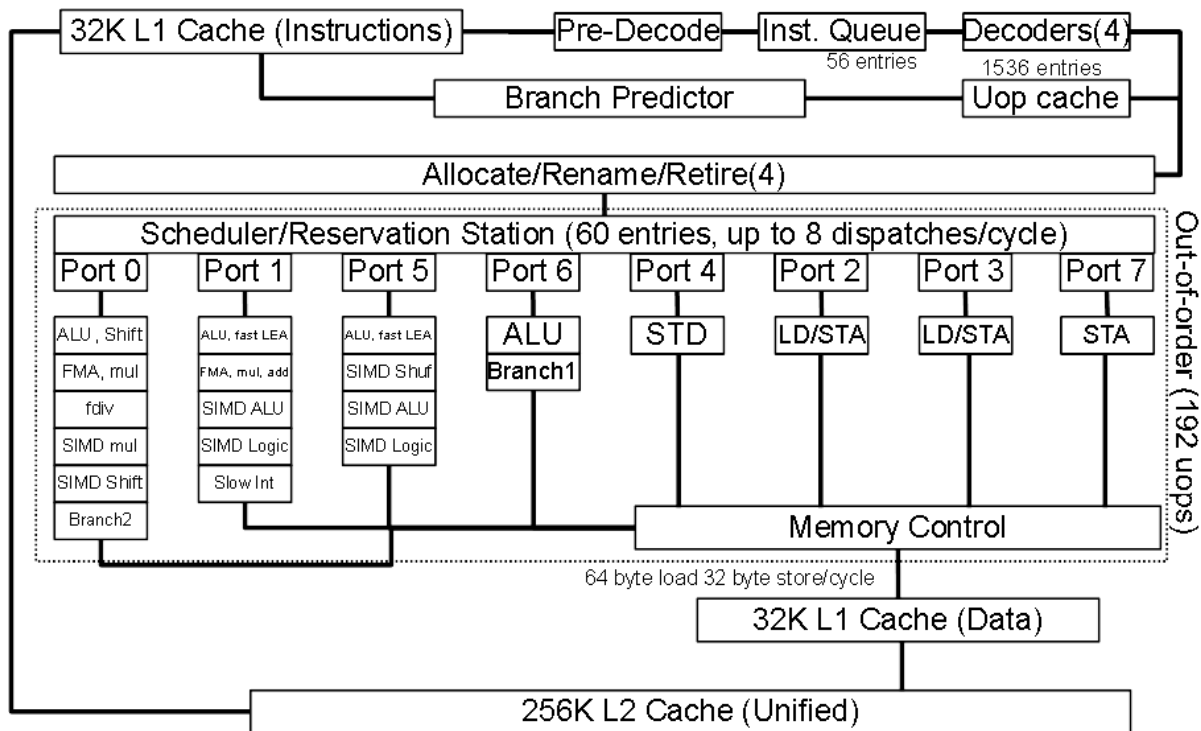 32K L1 Cache (Instructions)
Pre-Decode
Inst. Queue
Decoders(4)
56 entries
1536 entries
Branch Predictor
Uop cache
Allocate/Rename/Retire(4)
Scheduler/Reservation Station (60 entries, up to 8 dispatches/cycle)
Port 0
Port 1
Port 5
Port 6
Port 4
Port 2
Port 3
Port 7
ALU, Shift
FMA, mul
fdiv
SIMD mul
SIMD Shift
Branch2
ALU, fast LEA
FMA, mul, add
SIMD ALU
SIMD Logic
Slow Int
ALU, fast LEA
SIMD Shuf
SIMD ALU
SIMD Logic
ALU
Branch1
STD
LD/STA
LD/STA
STA
Out-of-order (192 uops)
Memory Control
64 byte load 32 byte store/cycle
32K L1 Cache (Data)
256K L2 Cache (Unified)